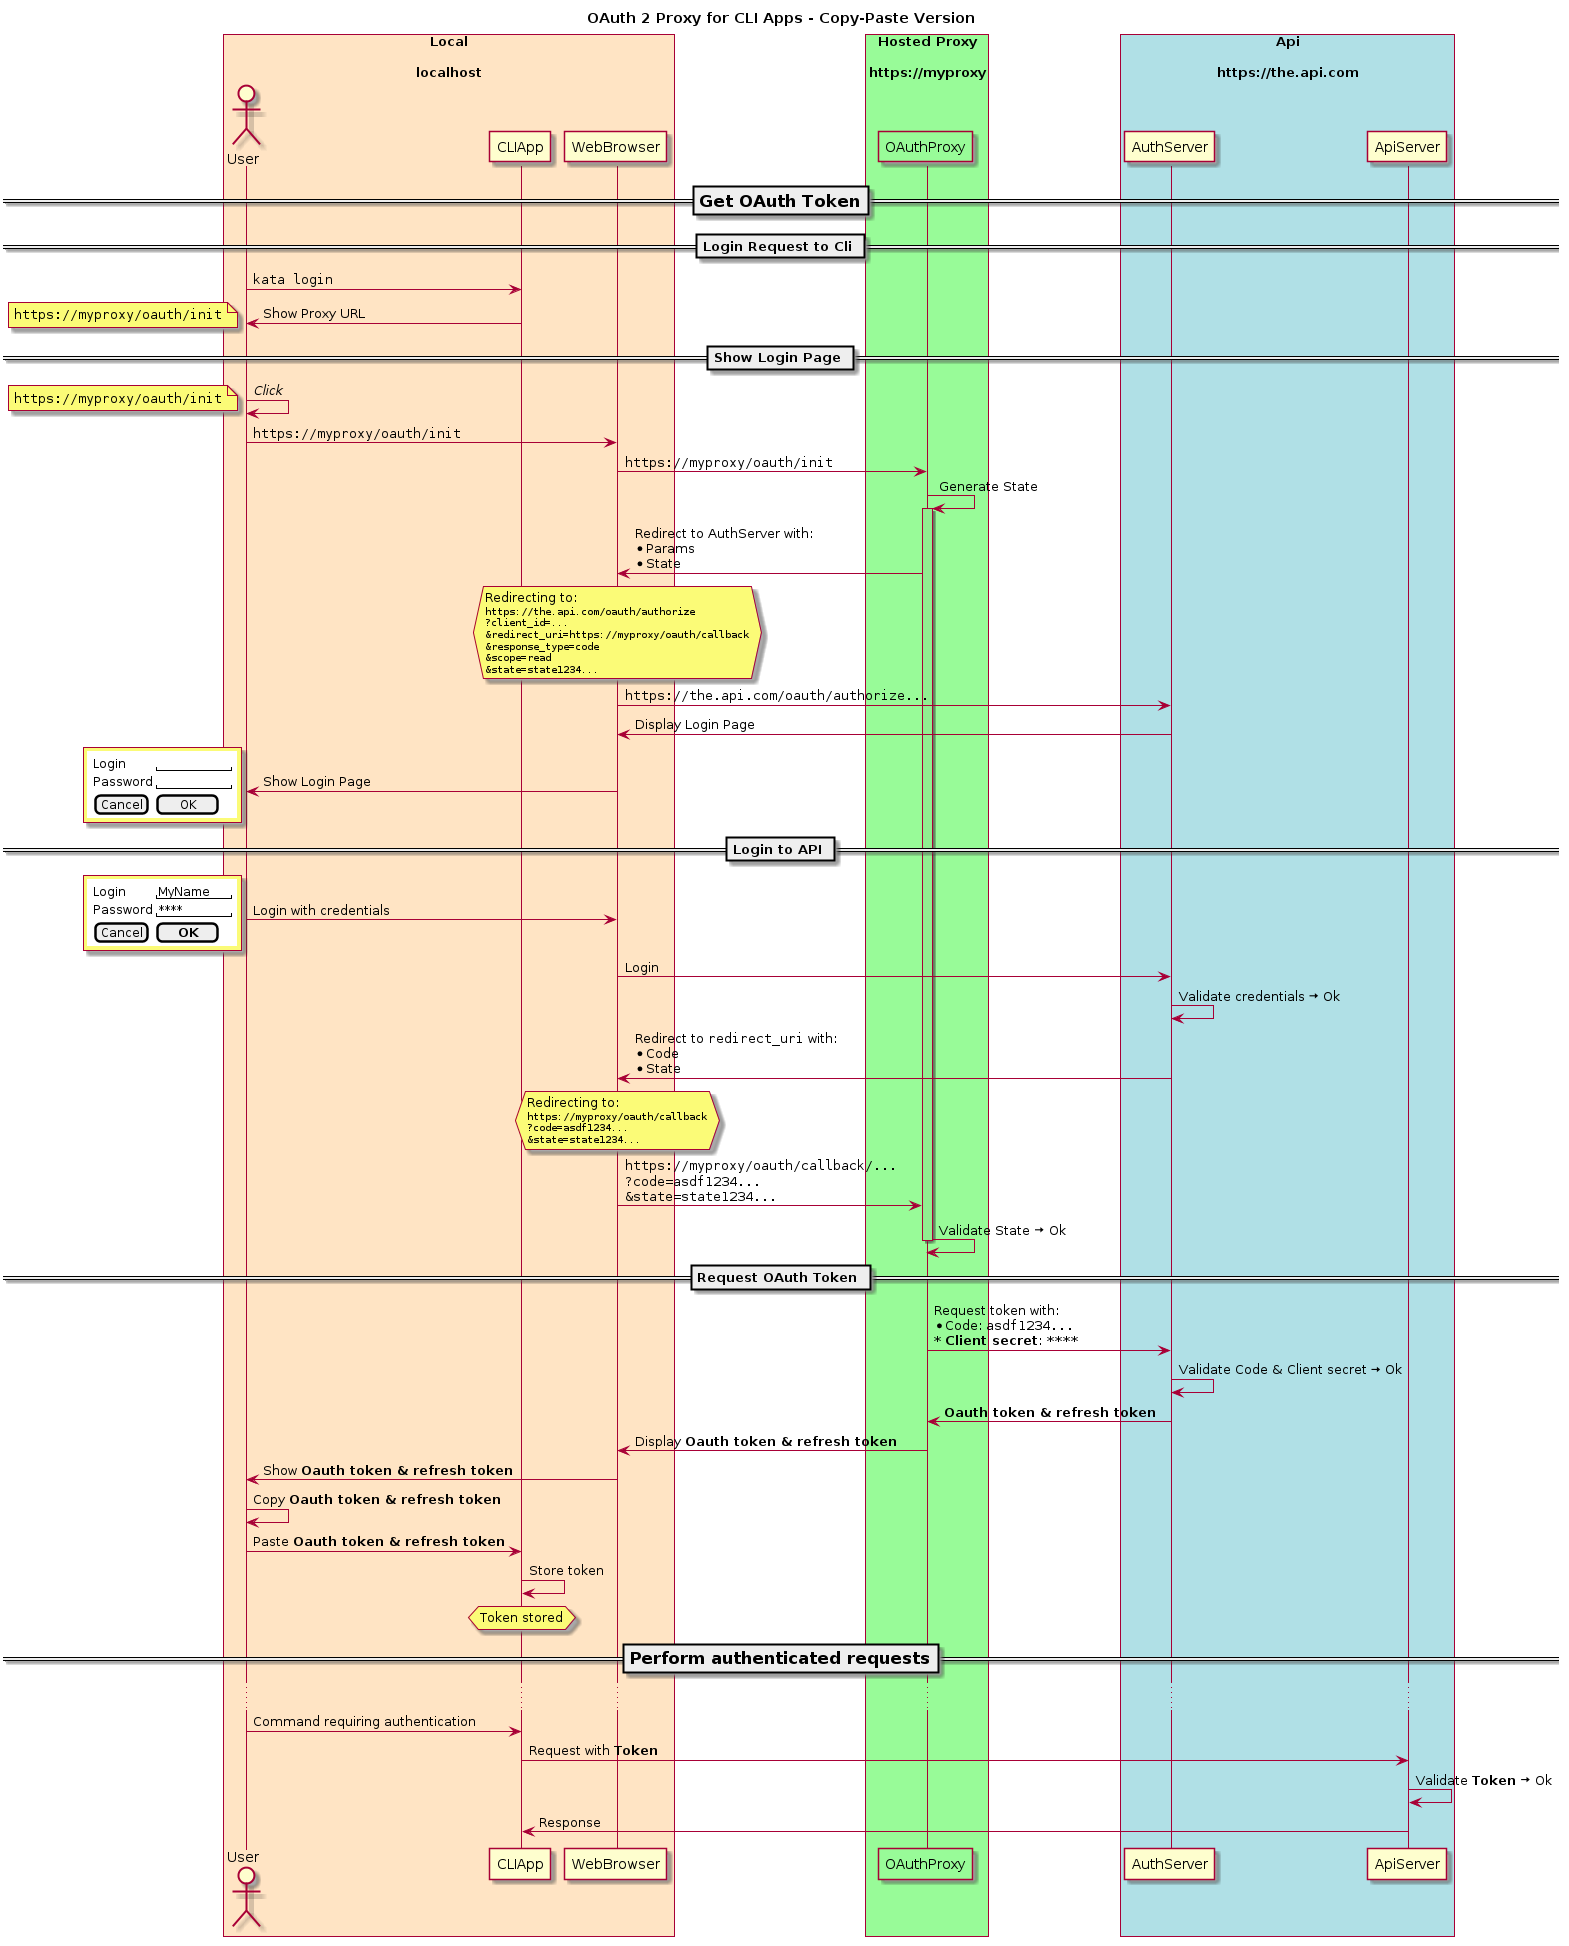 OAuth 2 Proxy for CLI Apps - Copy-Paste Version
Local
localhost
Hosted Proxy
https://myproxy
Api
https://the.api.com
User
CLIApp
WebBrowser
OAuthProxy
AuthServer
ApiServer
Get OAuth Token
Login Request to Cli
kata login
https://myproxy/oauth/init
Show Proxy URL
Show Login Page
Click
https://myproxy/oauth/init
https://myproxy/oauth/init
https://myproxy/oauth/init
Generate State
Redirect to AuthServer with:
• Params
• State
Redirecting to:
https://the.api.com/oauth/authorize
?client_id=...
&redirect_uri=https://myproxy/oauth/callback
&response_type=code
&scope=read
&state=state1234...
https://the.api.com/oauth/authorize...
Display Login Page
Login
Password
Cancel OK
Show Login Page
Login to API
Login MyName
Password ****
Cancel OK
Login with credentials
Login
Validate credentials → Ok
Redirect to redirect_uri with:
• Code
• State
Redirecting to:
https://myproxy/oauth/callback
?code=asdf1234...
&state=state1234...
https://myproxy/oauth/callback/...
?code=asdf1234...
&state=state1234...
Validate State → Ok
Request OAuth Token
Request token with:
• Code: asdf1234...
* Client secret: ****
Validate Code & Client secret → Ok
Oauth token & refresh token
Display Oauth token & refresh token
Show Oauth token & refresh token
Copy Oauth token & refresh token
Paste Oauth token & refresh token
Store token
Token stored
Perform authenticated requests
Command requiring authentication
Request with Token
Validate Token → Ok
Response
User
CLIApp
WebBrowser
OAuthProxy
AuthServer
ApiServer